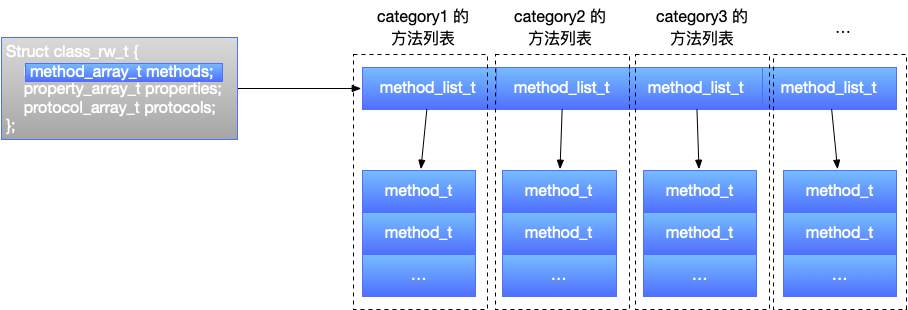 category1 的
方法列表
category2 的
方法列表
category3 的
方法列表
...
Struct class_rw_t {
method_array_t methods;
property_array_t properties;
protocol_array_t protocols;
};
method_list_t
method_list_t
method_list_t
method_list_t
method_t
method_t
method_t
method_t
method_t
method_t
method_t
method_t
...
...
...
...